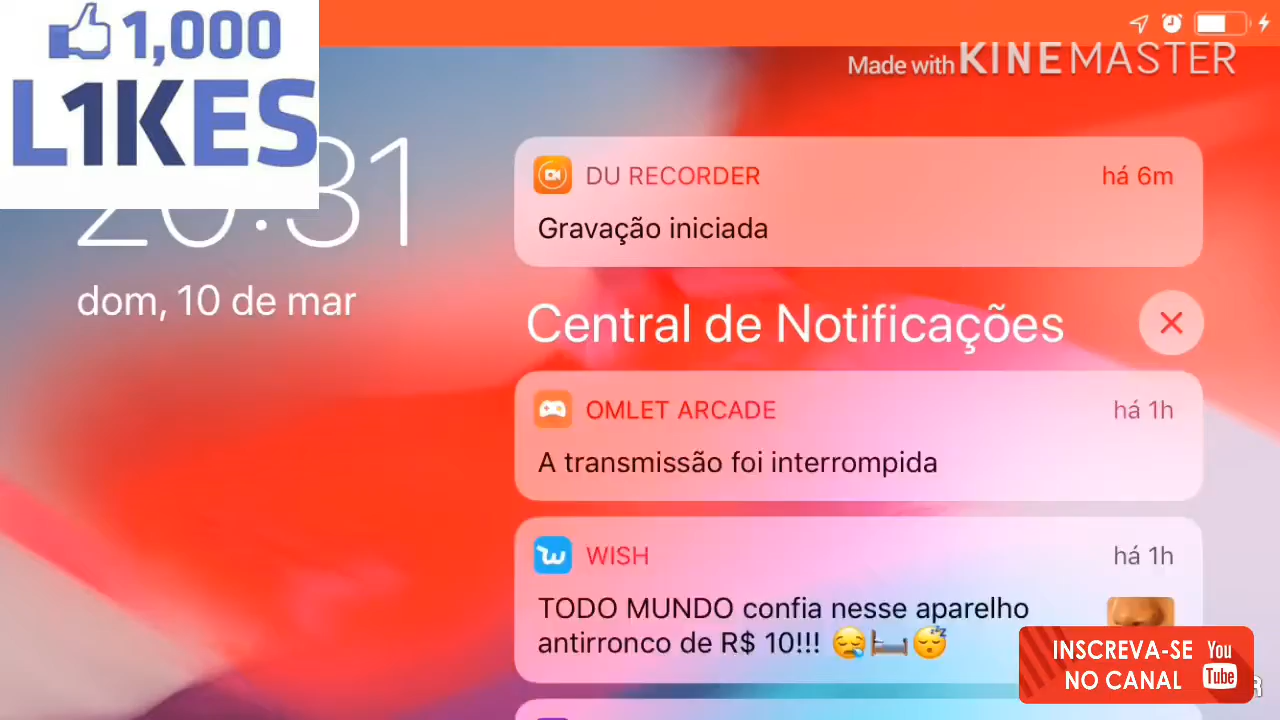 1,000
L1KES
Made with KINEMASTER
20:31
dom, 10 de mar
DU RECORDER
há 6m
Gravação iniciada
Central de Notificações
OMLET ARCADE
há 1h
A transmissão foi interrompida
WISH
há 1h
TODO MUNDO confia nesse aparelho
antirronco de R$ 10!!! 😪🛏️😴
INSCREVA-SE
NO CANAL
You
Tube